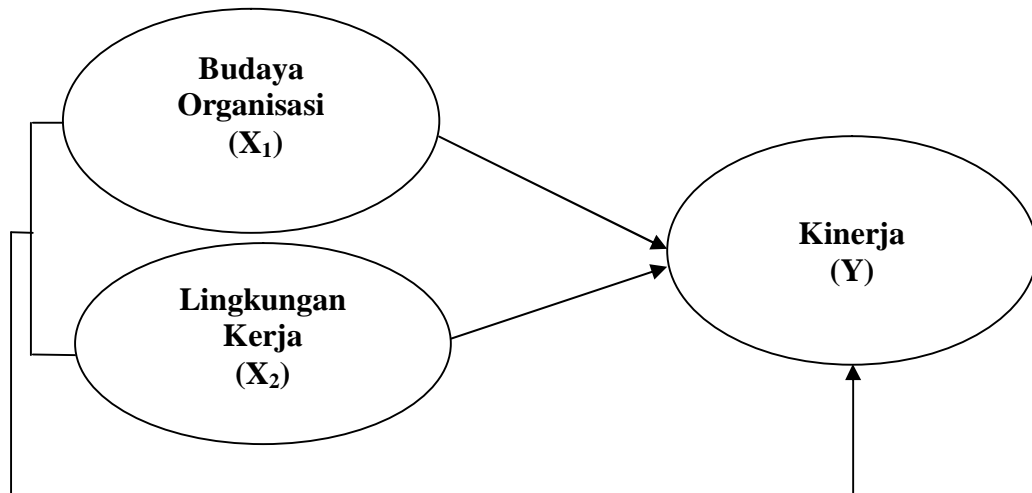 Budaya
Organisasi
(X₁)
Lingkungan
Kerja
(X₂)
Kinerja
(Y)